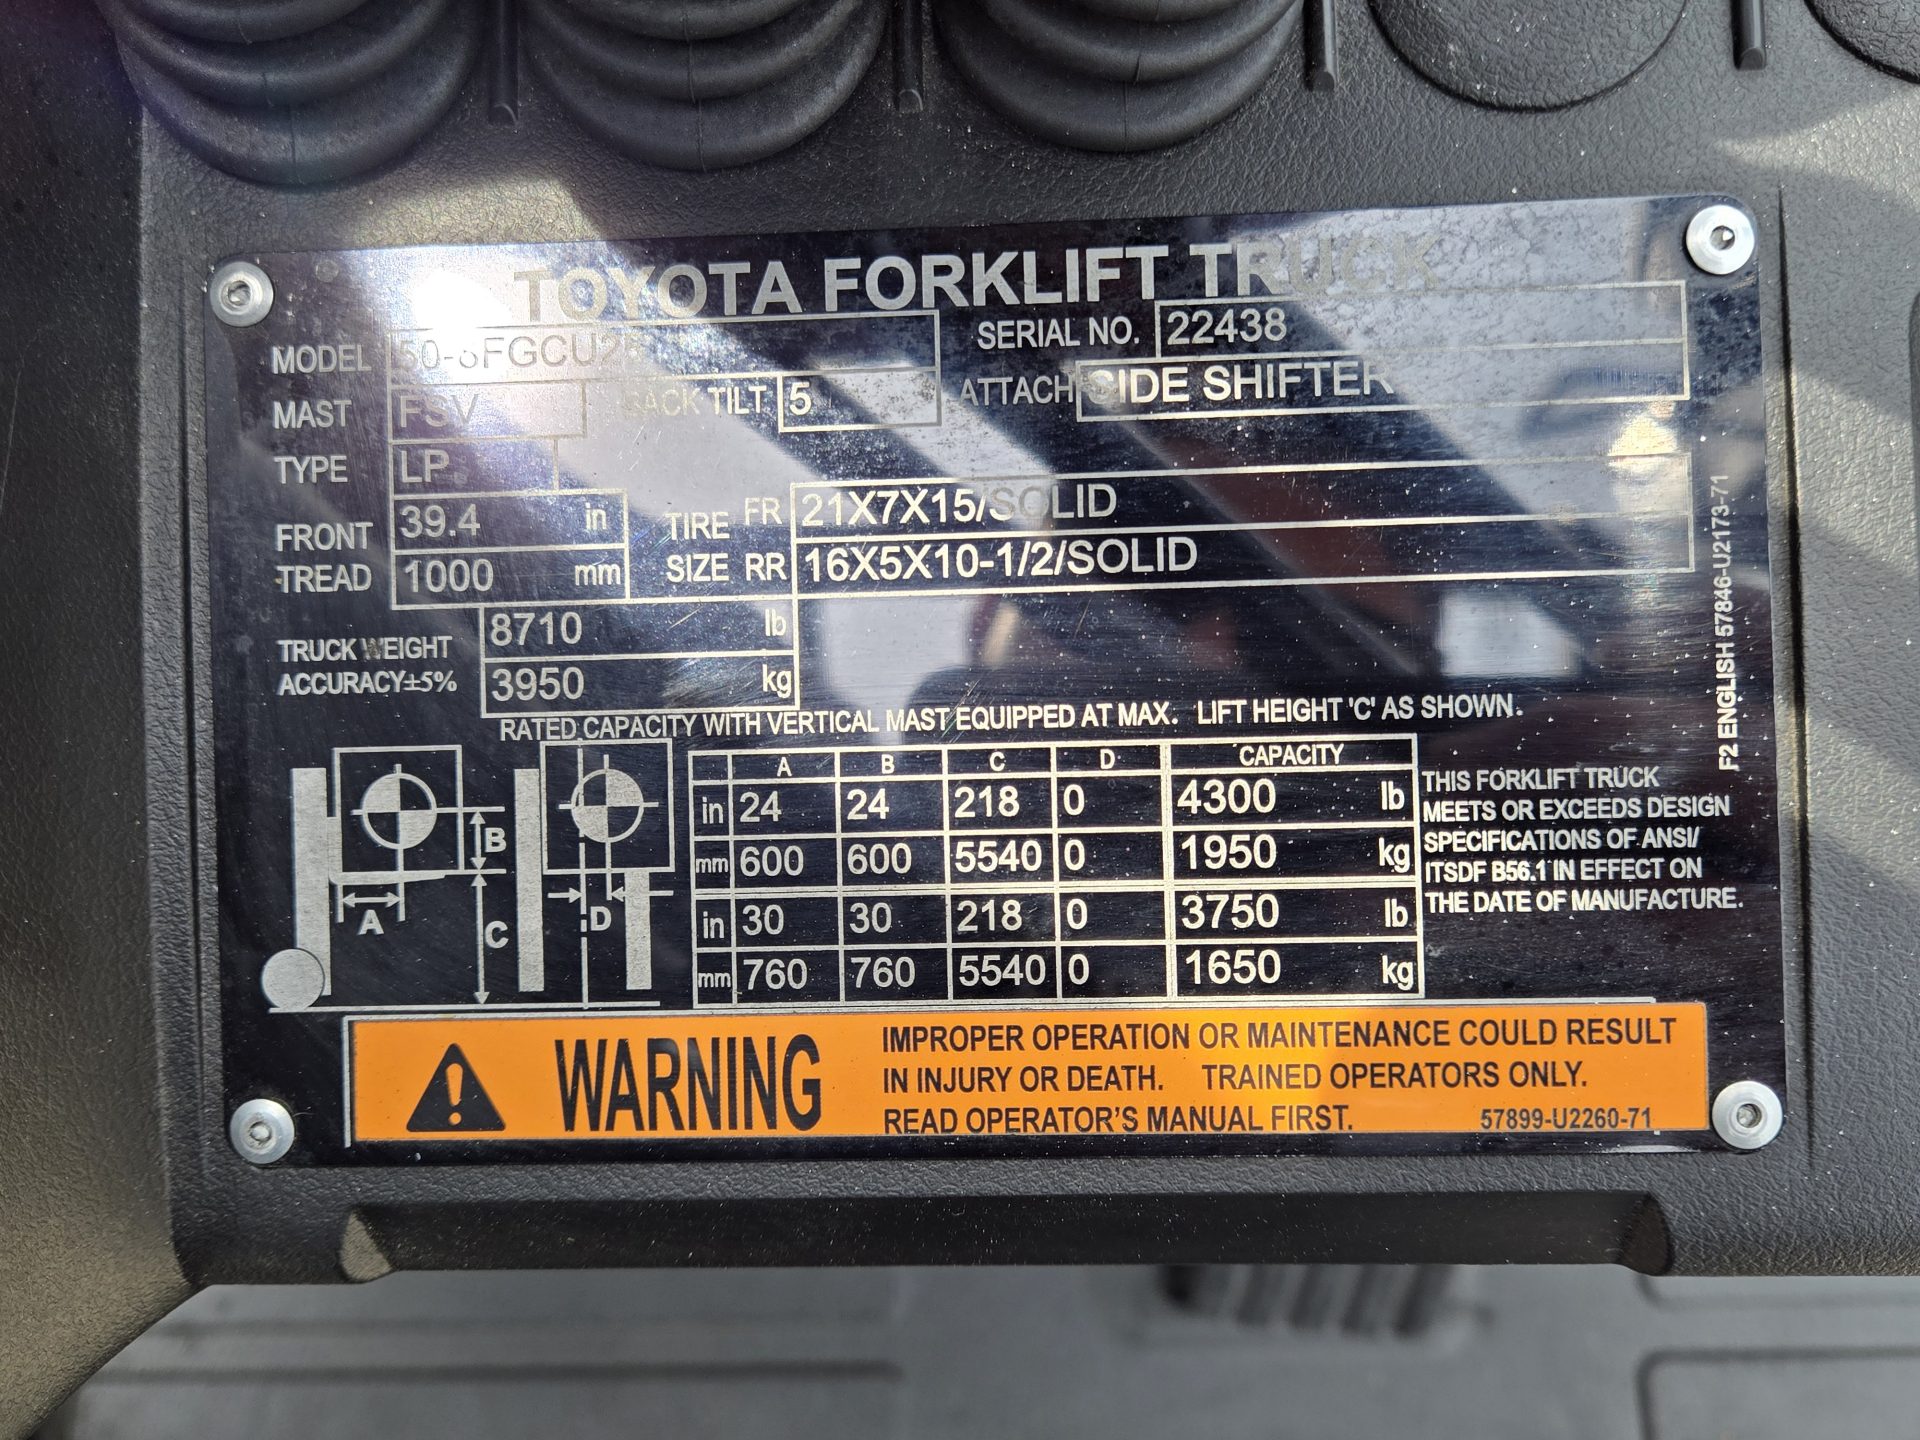 TOYOTA FORKLIFT TRUCK
MODEL SERIAL NO. 22438
MAST FSV BACK TILT 5 ATTACH SIDE SHIFTER
TYPE LP
FRONT TREAD 39.4 in TIRE SIZE FR 21X7X15/SOLID
1000 mm RR 16X5X10-1/2/SOLID
TRUCK WEIGHT 8710 lb
ACCURACY±5% 3950 kg
RATED CAPACITY WITH VERTICAL MAST EQUIPPED AT MAX. LIFT HEIGHT 'C' AS SHOWN.
A B C D CAPACITY
in 24 24 218 0 4300 lb
mm 600 600 5540 0 1950 kg
in 30 30 218 0 3750 lb
mm 760 760 5540 0 1650 kg
B
A
C
D
THIS FORKLIFT TRUCK
MEETS OR EXCEEDS DESIGN
SPECIFICATIONS OF ANSI/
ITSDF B56.1 IN EFFECT ON
THE DATE OF MANUFACTURE.
F2 ENGLISH 57846-U2173-71
WARNING
IMPROPER OPERATION OR MAINTENANCE COULD RESULT
IN INJURY OR DEATH. TRAINED OPERATORS ONLY.
READ OPERATOR'S MANUAL FIRST. 57899-U2260-71